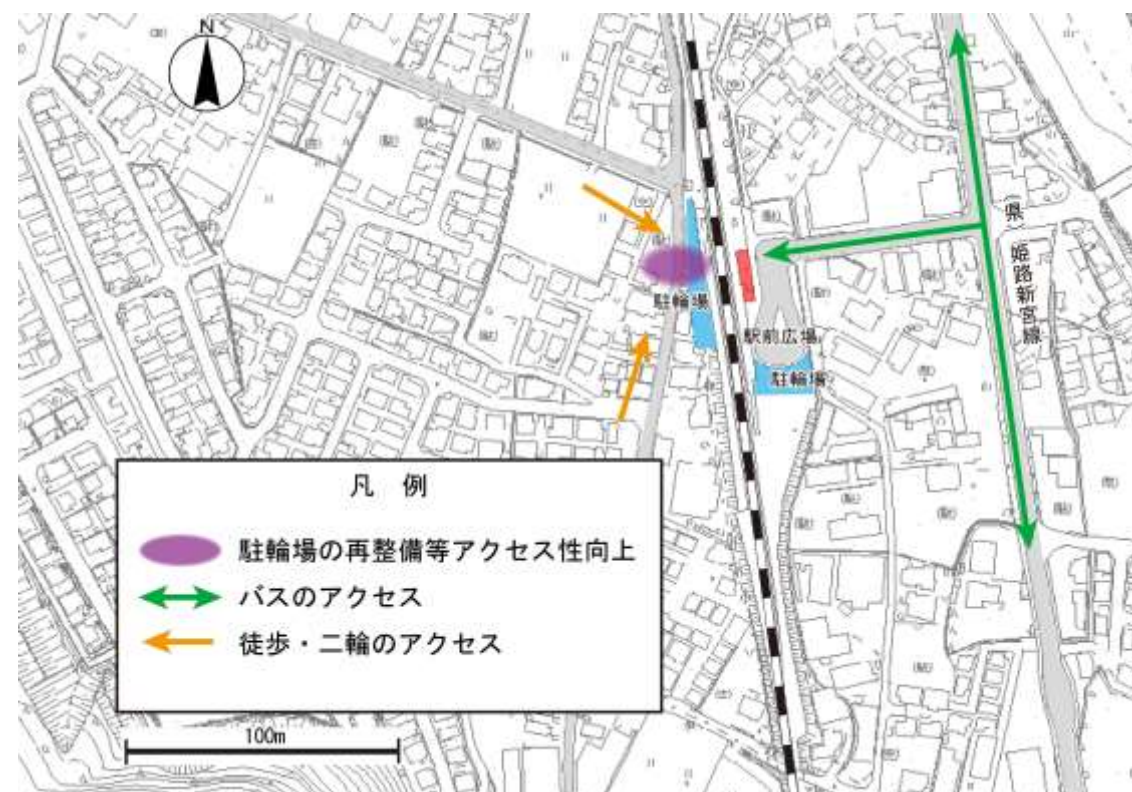 N
県
姫路新宮線
駐輪場
駅前広場
駐輪場
凡 例
駐輪場の再整備等アクセス性向上
バスのアクセス
徒歩・二輪のアクセス
100m